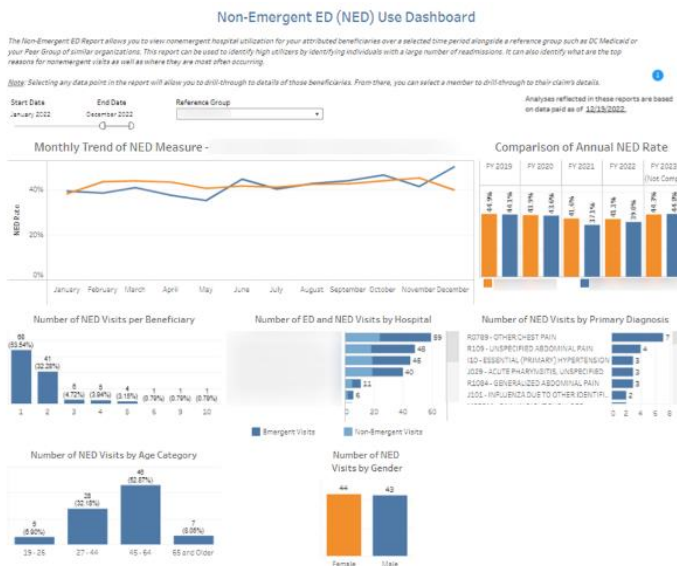 Non-Emergent ED (NED) Use Dashboard
The Non-Emergent ED Report allows you to view nonemergent hospital utilization for your attributed beneficiaries over a selected time period alongside a reference group such as DC Medicaid or
your Peer Group of similar organizations. This report can be used to identify high utilizers by identifying individuals with a large number of readmissions. It can also identify what are the top
reasons for nonemergent visits as well as where they are most often occurring.
Note: Selecting any data point in the report will allow you to drill-through to details of those beneficiaries. From there, you can select a member to drill-through to their claim's details.
Start Date End Date Reference Group
January 2022 December 2022
Analyses reflected in these reports are based
on data paid as of 12/19/2022
Monthly Trend of NED Measure -
NED Rate
40%
20%
0%
January February March April May June July August September October November December
Comparison of Annual NED Rate
FY 2019 FY 2020 FY 2021 FY 2022 FY 2023
(Not Comp
44.9% 44.1% 43.6% 37.1% 44.3%
Number of NED Visits per Beneficiary
68
(53.54%)
41
(32.28%)
6
(4.72%)
5
(3.94%)
4
(3.15%)
1
(0.79%)
1
(0.79%)
1
(0.79%)
1 2 3 4 5 6 9 10
Number of ED and NED Visits by Hospital
59
48
46
40
11
6
0 20 40 60
Emergent Visits Non-Emergent Visits
Number of NED Visits by Primary Diagnosis
R0789 - OTHER CHEST PAIN 7
R109 - UNSPECIFIED ABDOMINAL PAIN 4
I10 - ESSENTIAL (PRIMARY) HYPERTENSION 3
J029 - ACUTE PHARYNGITIS, UNSPECIFIED 3
R1084 - GENERALIZED ABDOMINAL PAIN 3
J101 - INFLUENZA DUE TO OTHER IDENTIFI.. 2
0 2 4 6 8
Number of NED Visits by Age Category
(32.18%)
46
(52.87%)
7
(8.05%)
19 - 26 27 - 44 45 - 64 65 and Older
Number of NED
Visits by Gender
44 43
Female Male